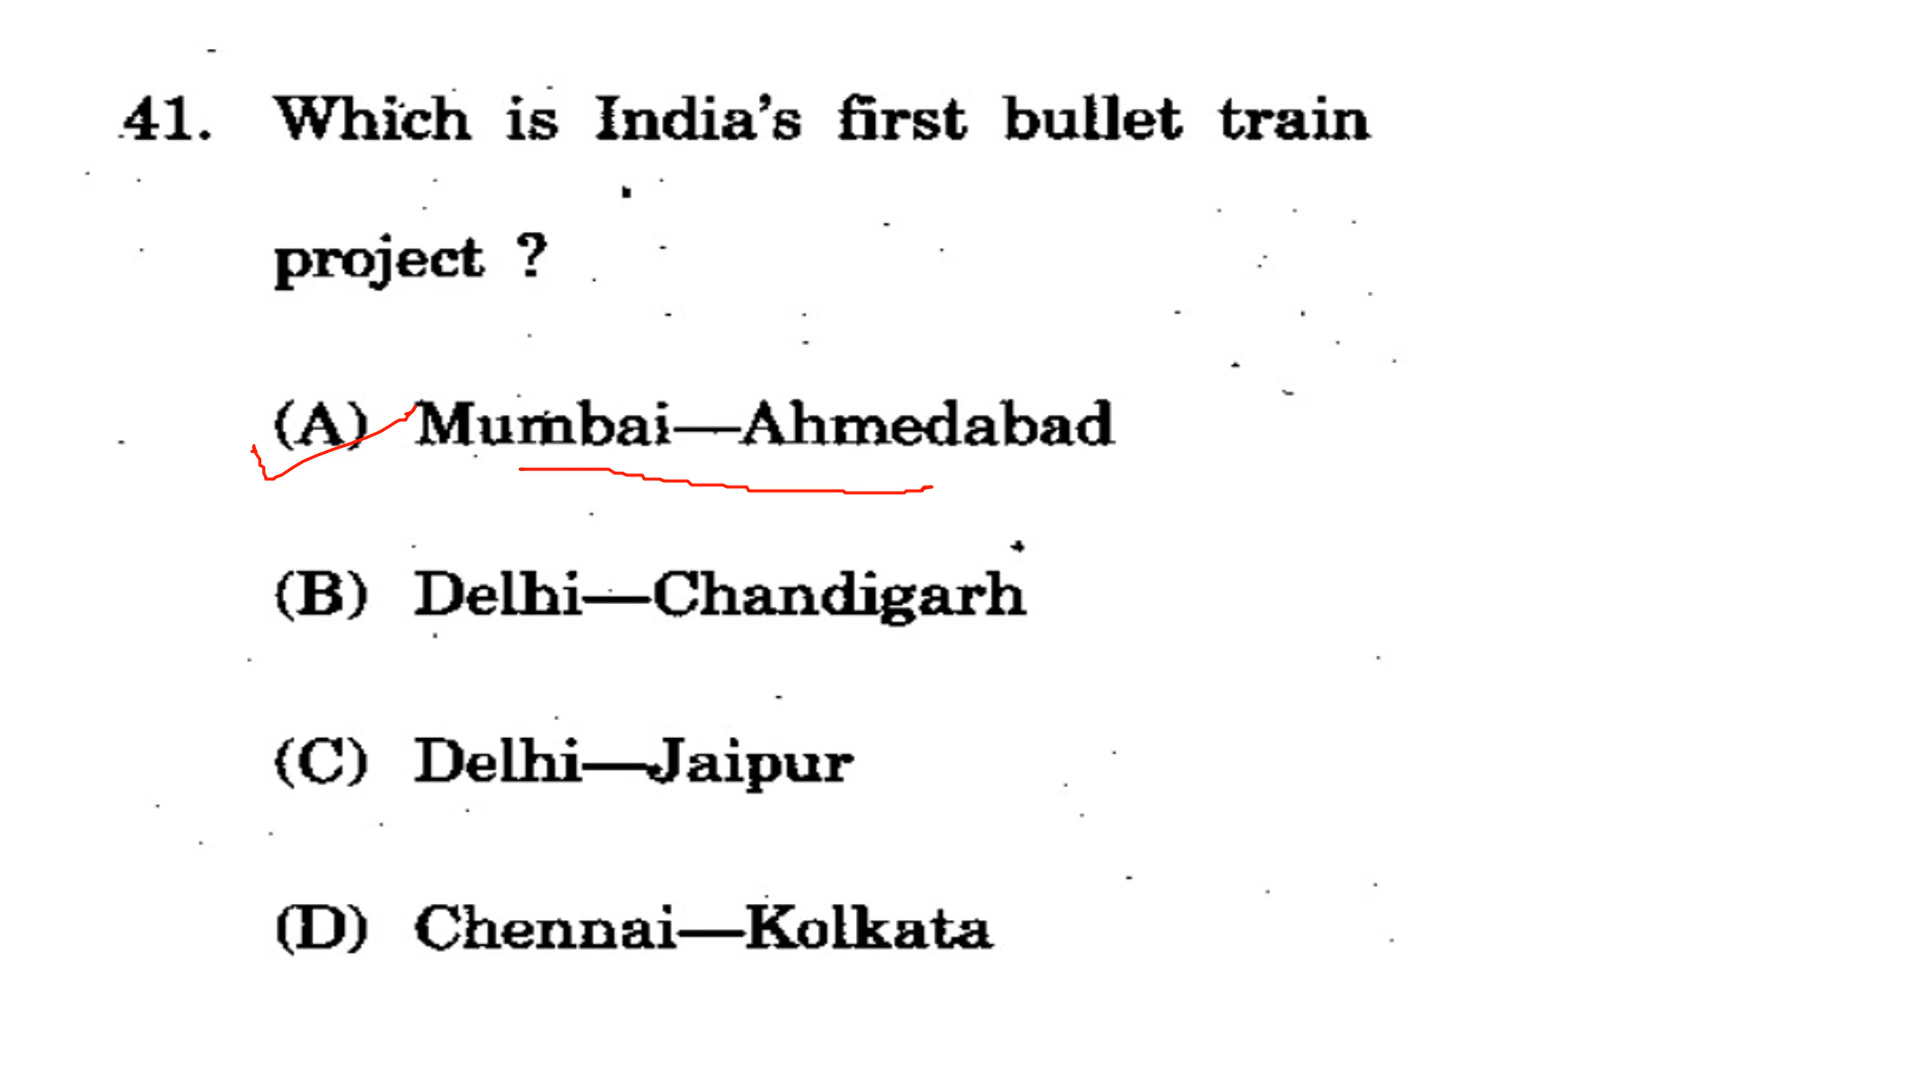 41. Which is India's first bullet train
project ?
(A) Mumbai—Ahmedabad
(B) Delhi—Chandigarh
(C) Delhi—Jaipur
(D) Chennai—Kolkata